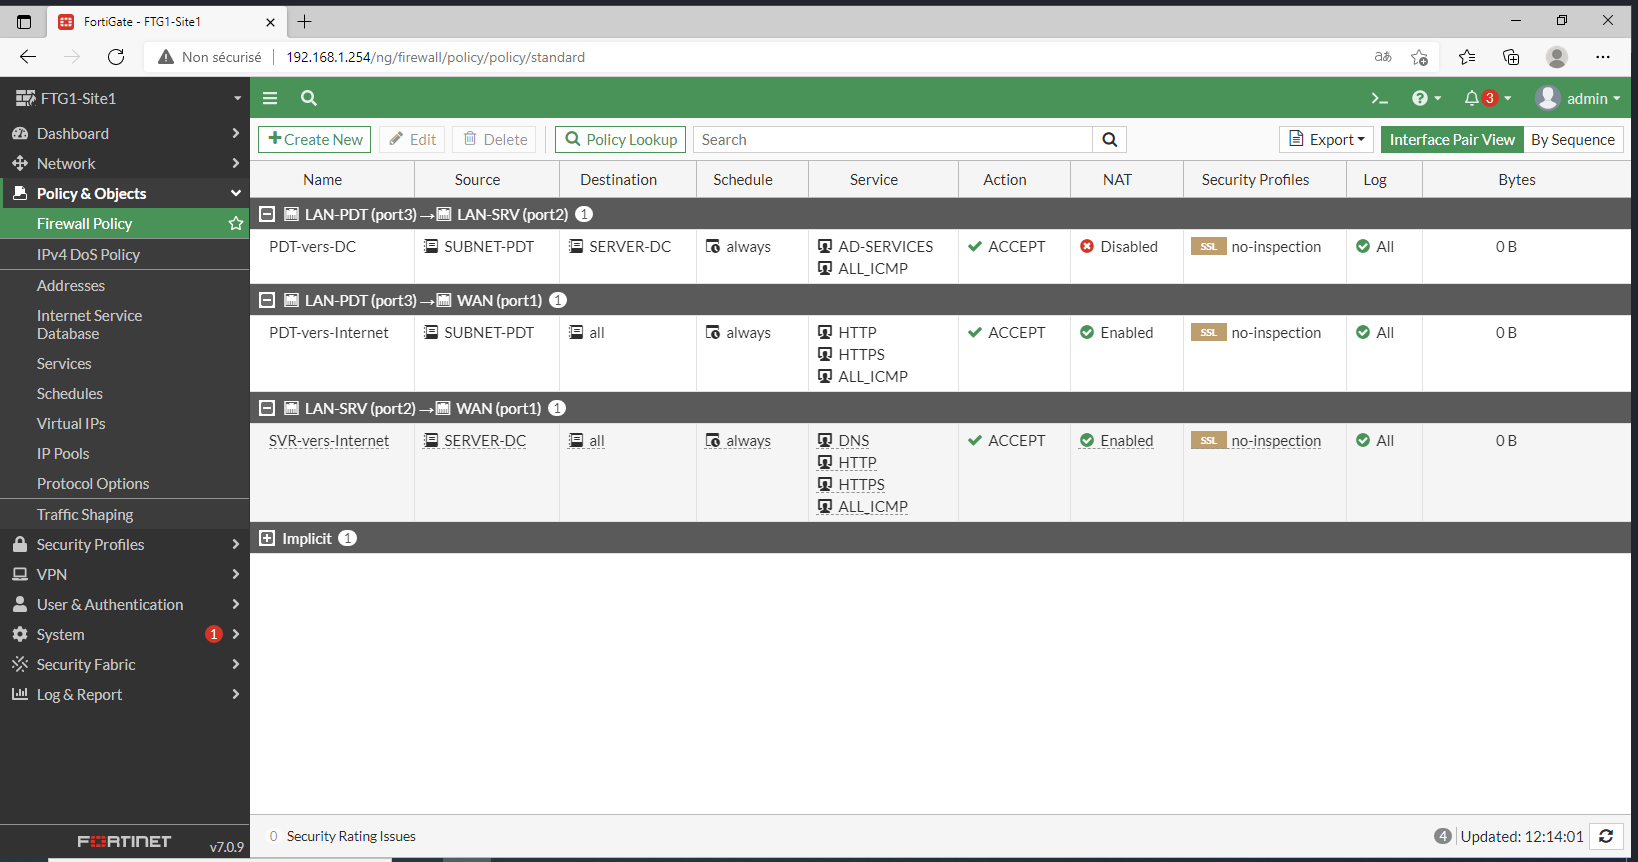 FortiGate - FTG1-Site1
Non sécurisé 192.168.1.254/ng/firewall/policy/policy/standard
FTG1-Site1
3 admin
Dashboard
Network
Policy & Objects
Firewall Policy
IPv4 DoS Policy
Addresses
Internet Service
Database
Services
Schedules
Virtual IPs
IP Pools
Protocol Options
Traffic Shaping
Security Profiles
VPN
User & Authentication
System 1
Security Fabric
Log & Report
FORTINET v7.0.9
Create New Edit Delete Policy Lookup Search Export Interface Pair View By Sequence
Name Source Destination Schedule Service Action NAT Security Profiles Log Bytes
LAN-PDT (port3) → LAN-SRV (port2) 1
PDT-vers-DC SUBNET-PDT SERVER-DC always AD-SERVICES ACCEPT Disabled SSL no-inspection All 0 B
ALL_ICMP
LAN-PDT (port3) → WAN (port1) 1
PDT-vers-Internet SUBNET-PDT all always HTTP ACCEPT Enabled SSL no-inspection All 0 B
HTTPS
ALL_ICMP
LAN-SRV (port2) → WAN (port1) 1
SVR-vers-Internet SERVER-DC all always DNS ACCEPT Enabled SSL no-inspection All 0 B
HTTP
HTTPS
ALL_ICMP
Implicit 1
0 Security Rating Issues 4 Updated: 12:14:01